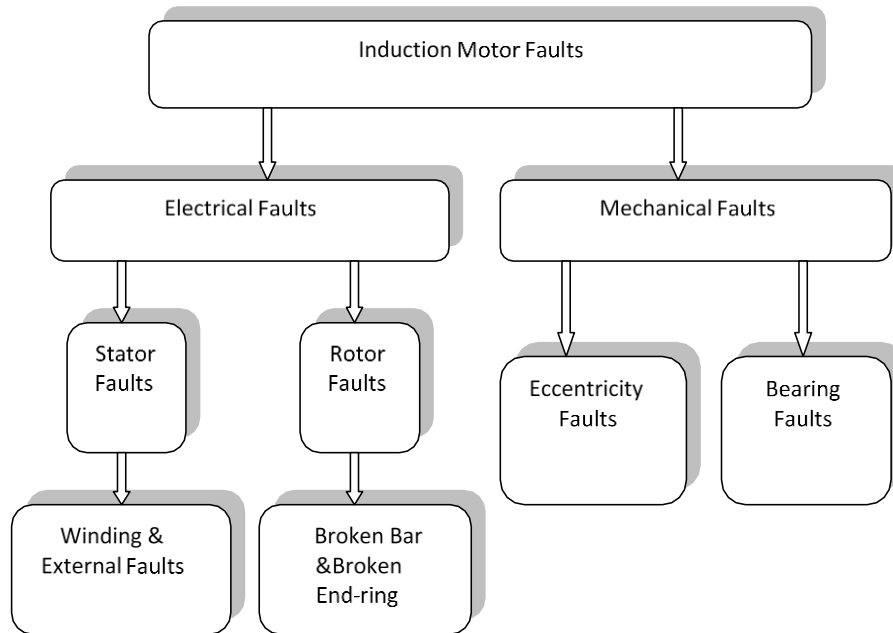 Induction Motor Faults
Electrical Faults
Mechanical Faults
Stator
Faults
Rotor
Faults
Eccentricity
Faults
Bearing
Faults
Winding &
External Faults
Broken Bar
&Broken
End-ring